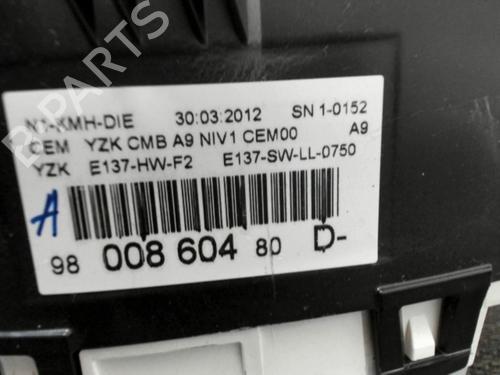 B-PARTS
N1-KMH-DIE 30:03:2012 SN 1-0152
CEM YZK CMB A9 NIV1 CEM00 A9
YZK E137-HW-F2 E137-SW-LL-0750
A
98 008 604 80 D-